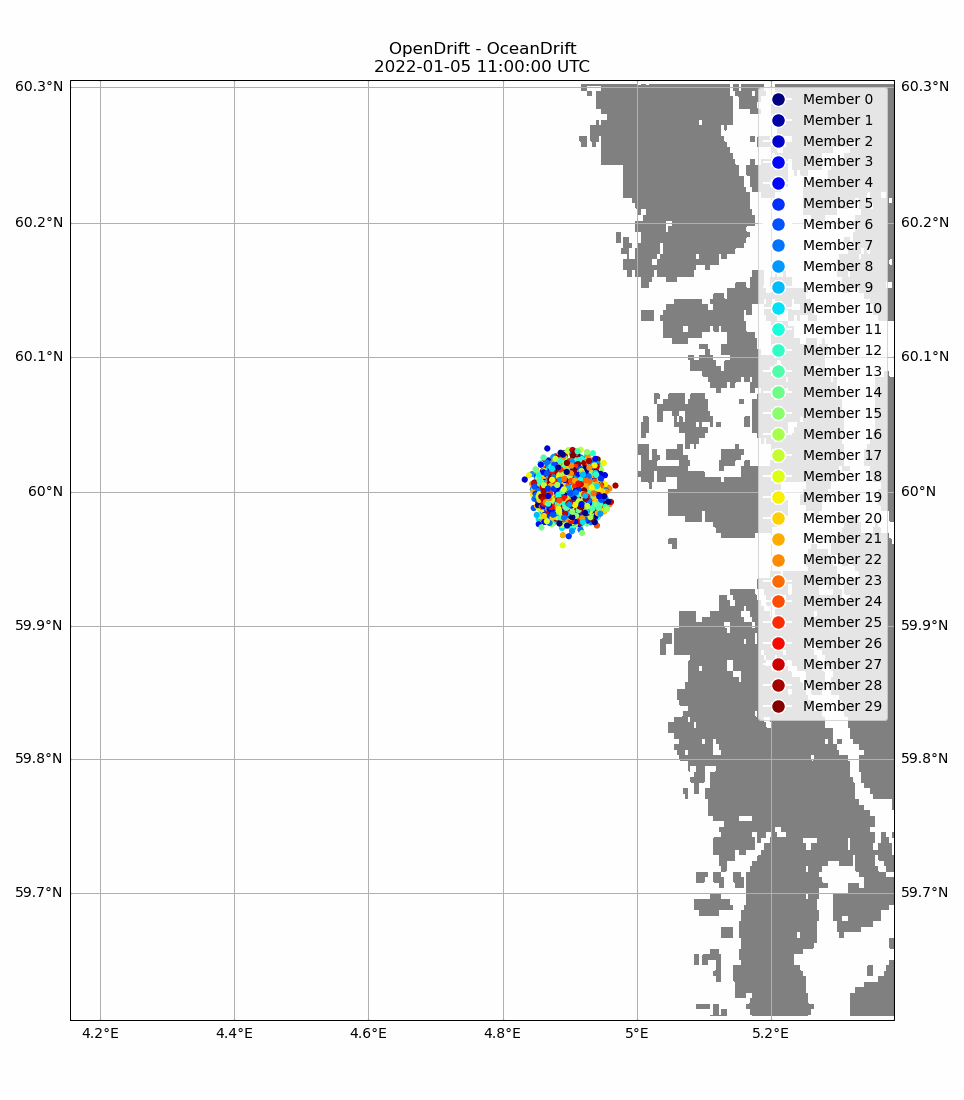 OpenDrift - OceanDrift
2022-01-05 11:00:00 UTC
60.3°N
60.3°N
60.2°N
60.2°N
60.1°N
60.1°N
60°N
60°N
59.9°N
59.9°N
59.8°N
59.8°N
59.7°N
59.7°N
Member 0
Member 1
Member 2
Member 3
Member 4
Member 5
Member 6
Member 7
Member 8
Member 9
Member 10
Member 11
Member 12
Member 13
Member 14
Member 15
Member 16
Member 17
Member 18
Member 19
Member 20
Member 21
Member 22
Member 23
Member 24
Member 25
Member 26
Member 27
Member 28
Member 29
4.2°E 4.4°E 4.6°E 4.8°E 5°E 5.2°E